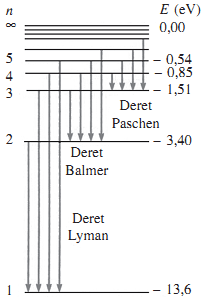 n E (eV)
∞ 0,00
5 – 0,54
4 – 0,85
3 – 1,51
Deret
Paschen
2 – 3,40
Deret
Balmer
Deret
Lyman
1 – 13,6